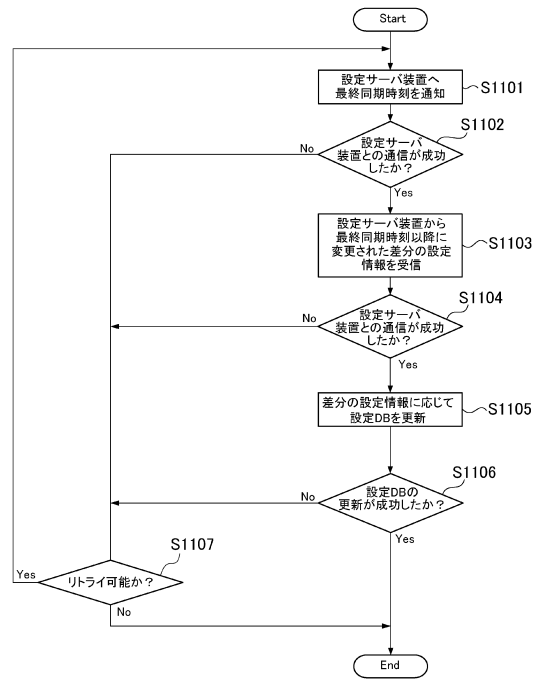 Start
設定サーバ装置へ
最終同期時刻を通知
S1101
S1102
設定サーバ
装置との通信が成功
したか？
No
Yes
設定サーバ装置から
最終同期時刻以降に
変更された差分の設定
情報を受信
S1103
S1104
設定サーバ
装置との通信が成功
したか？
No
Yes
差分の設定情報に応じて
設定DBを更新
S1105
S1106
設定DBの
更新が成功したか？
No
Yes
S1107
リトライ可能か？
Yes
No
End